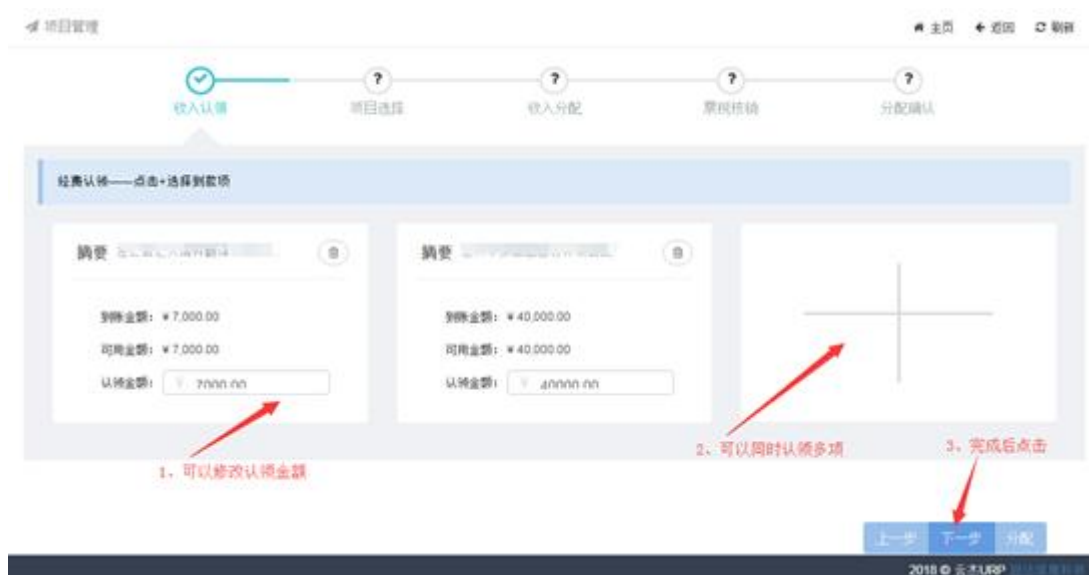 项目管理
主页 返回 刷新
? ? ? ?
收入认领 项目选择 收入分配 票税核销 分配确认
经费认领——点击+选择到款项
摘要 摘要
到账金额：¥7,000.00 到账金额：¥40,000.00
可用金额：¥7,000.00 可用金额：¥40,000.00
认领金额：¥ 7000.00 认领金额：¥ 40000.00
1、可以修改认领金额
2、可以同时认领多项
3、完成后点击
上一步 下一步 分配
2018 © 云杰URP